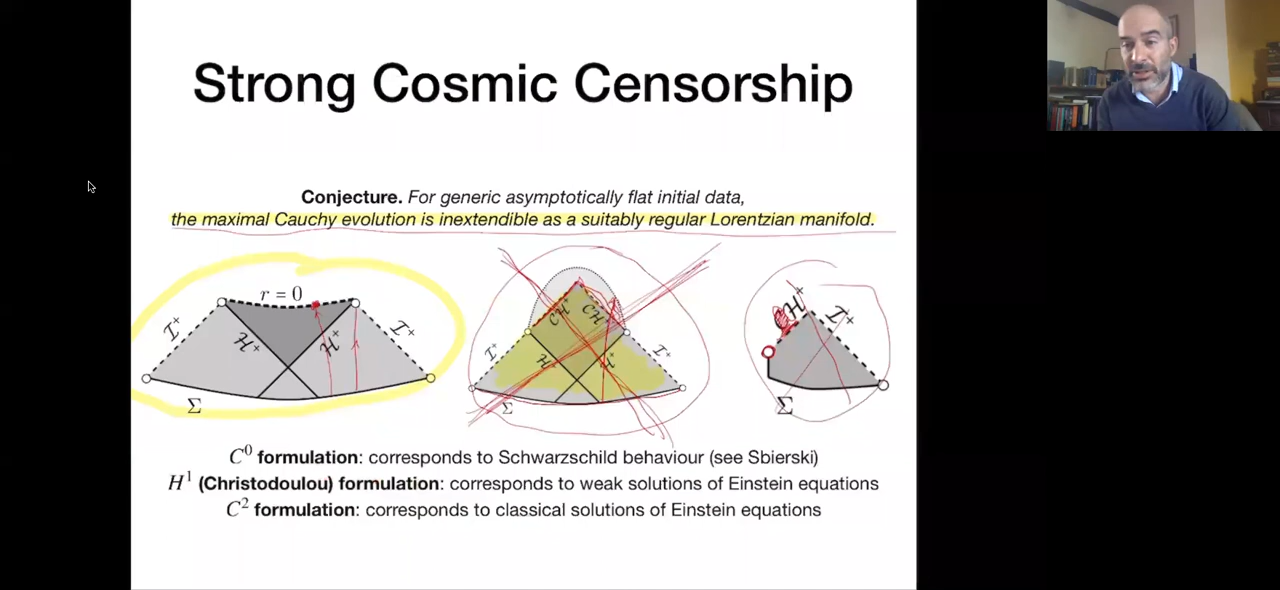 Strong Cosmic Censorship
Conjecture. For generic asymptotically flat initial data,
the maximal Cauchy evolution is inextendible as a suitably regular Lorentzian manifold.
r = 0
ℐ⁺
ℋ⁺
ℋ⁺
ℐ⁺
Σ
𝒞ℋ⁺
𝒞ℋ⁺
ℐ⁺
ℋ⁺
ℐ⁺
Σ
ℋ⁺
ℐ⁺
Σ
C⁰ formulation: corresponds to Schwarzschild behaviour (see Sbierski)
H¹ (Christodoulou) formulation: corresponds to weak solutions of Einstein equations
C² formulation: corresponds to classical solutions of Einstein equations